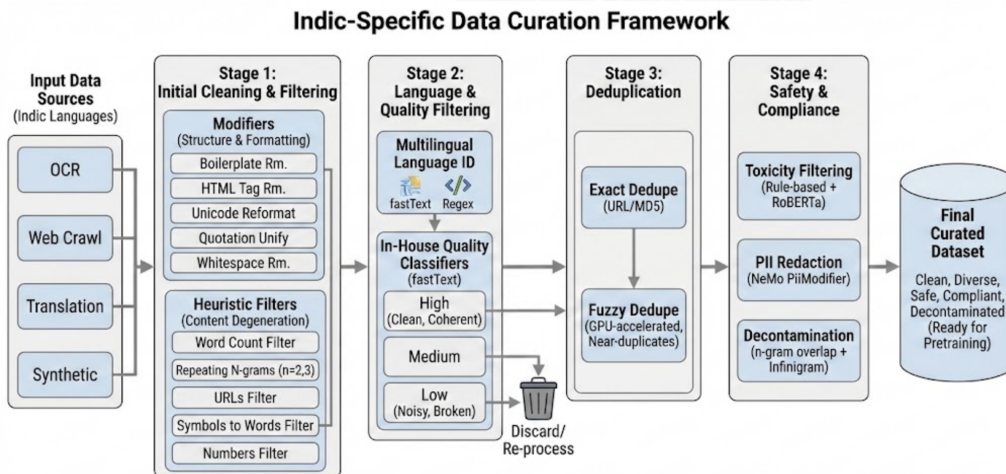 Indic-Specific Data Curation Framework
Input Data
Sources
(Indic Languages)
OCR
Web Crawl
Translation
Synthetic
Stage 1:
Initial Cleaning & Filtering
Modifiers
(Structure & Formatting)
Boilerplate Rm.
HTML Tag Rm.
Unicode Reformat
Quotation Unify
Whitespace Rm.
Heuristic Filters
(Content Degeneration)
Word Count Filter
Repeating N-grams (n=2,3)
URLs Filter
Symbols to Words Filter
Numbers Filter
Stage 2:
Language &
Quality Filtering
Multilingual
Language ID
fastText
</>
Regex
In-House Quality
Classifiers
(fastText)
High
(Clean, Coherent)
Medium
Low
(Noisy, Broken)
Discard/
Re-process
Stage 3:
Deduplication
Exact Dedupe
(URL/MD5)
Fuzzy Dedupe
(GPU-accelerated,
Near-duplicates)
Stage 4:
Safety &
Compliance
Toxicity Filtering
(Rule-based +
RoBERTa)
PII Redaction
(NeMo PiiModifier)
Decontamination
(n-gram overlap +
Infinigram)
Final
Curated
Dataset
Clean, Diverse,
Safe, Compliant,
Decontaminated
(Ready for
Pretraining)